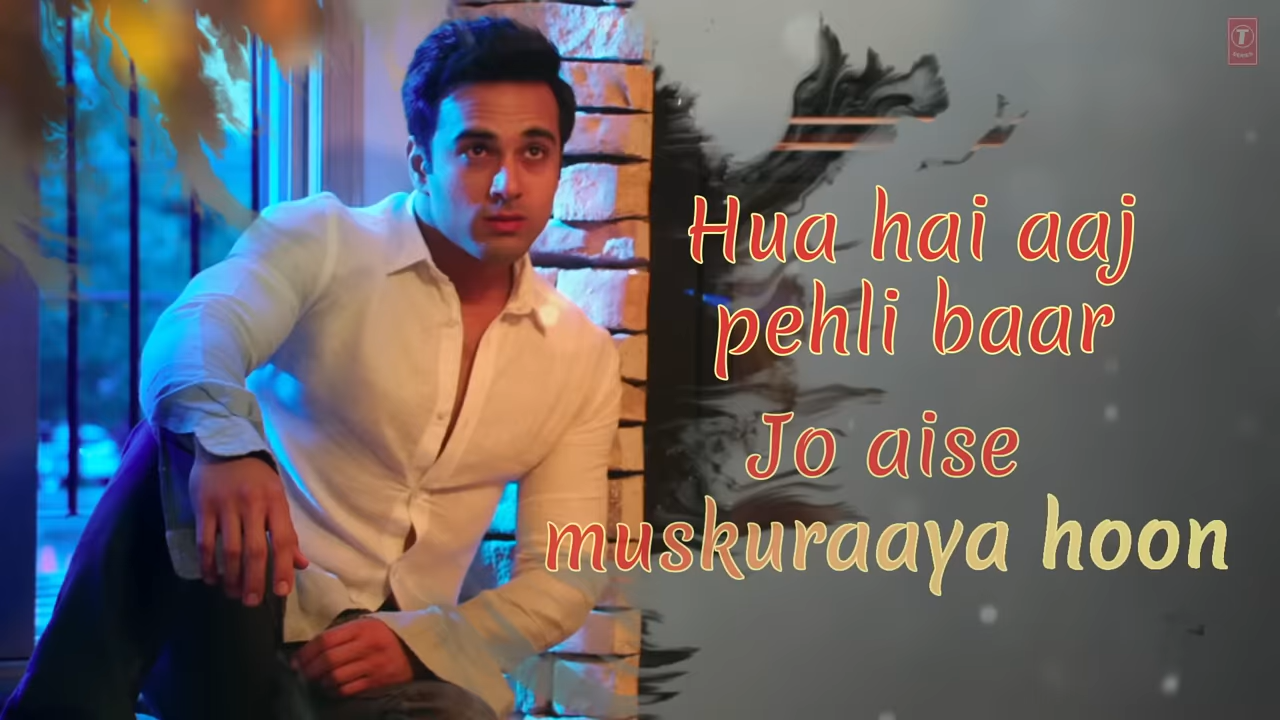 Hua hai aaj
pehli baar
Jo aise
muskuraaya hoon